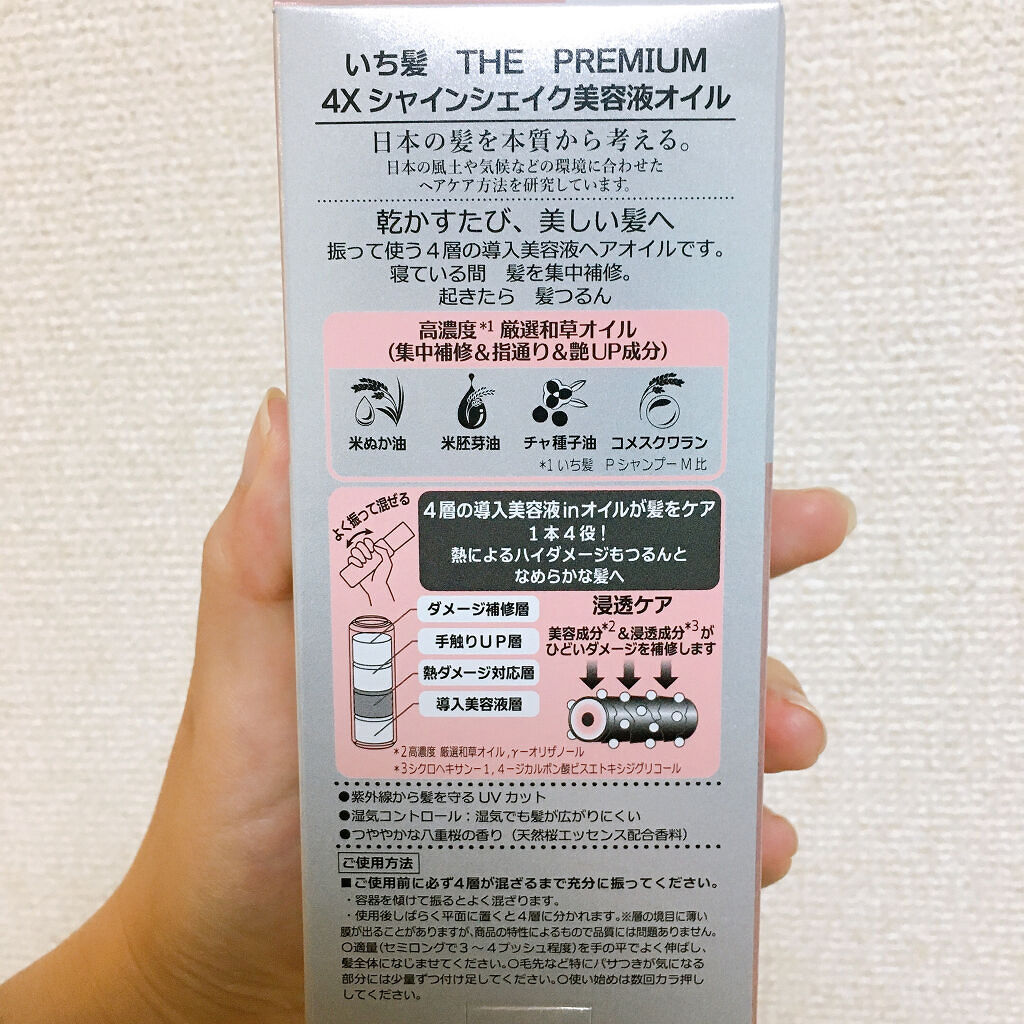 いち髪　THE　PREMIUM
4X シャインシェイク美容液オイル
日本の髪を本質から考える。
日本の風土や気候などの環境に合わせた
ヘアケア方法を研究しています。
乾かすたび、美しい髪へ
振って使う4層の導入美容液ヘアオイルです。
寝ている間　髪を集中補修。
起きたら　髪つるん
高濃度*1 厳選和草オイル
(集中補修&指通り&艶UP成分)
米ぬか油　米胚芽油　チャ種子油　コメスクワラン
*1 いち髪　PシャンプーM比
よく振って混ぜる
4層の導入美容液inオイルが髪をケア
1本4役！
熱によるハイダメージもつるんと
なめらかな髪へ
ダメージ補修層
手触りUP層
熱ダメージ対応層
導入美容液層
浸透ケア
美容成分*2&浸透成分*3が
ひどいダメージを補修します
*2高濃度 厳選和草オイル,γーオリザノール
*3シクロヘキサンー1,4ージカルボン酸ビスエトキシジグリコール
●紫外線から髪を守るUVカット
●湿気コントロール：湿気でも髪が広がりにくい
●つややかな八重桜の香り（天然桜エッセンス配合香料）
ご使用方法
■ご使用前に必ず4層が混ざるまで充分に振ってください。
・容器を傾けて振るとよく混ざります。
・使用後しばらく平面に置くと4層に分かれます。※層の境目に薄い
膜が出ることがありますが、商品の特性によるもので品質には問題ありません。
○適量(セミロングで3〜4プッシュ程度)を手の平でよく伸ばし、
髪全体になじませてください。○毛先など特にパサつきが気になる
部分には少量ずつ付け足してください。○使い始めは数回カラ押し
してください。